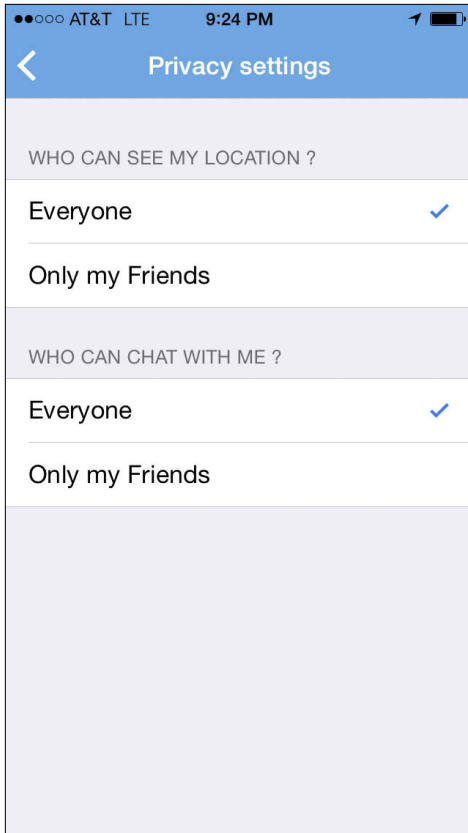 AT&T LTE 9:24 PM
Privacy settings
WHO CAN SEE MY LOCATION ?
Everyone
Only my Friends
WHO CAN CHAT WITH ME ?
Everyone
Only my Friends